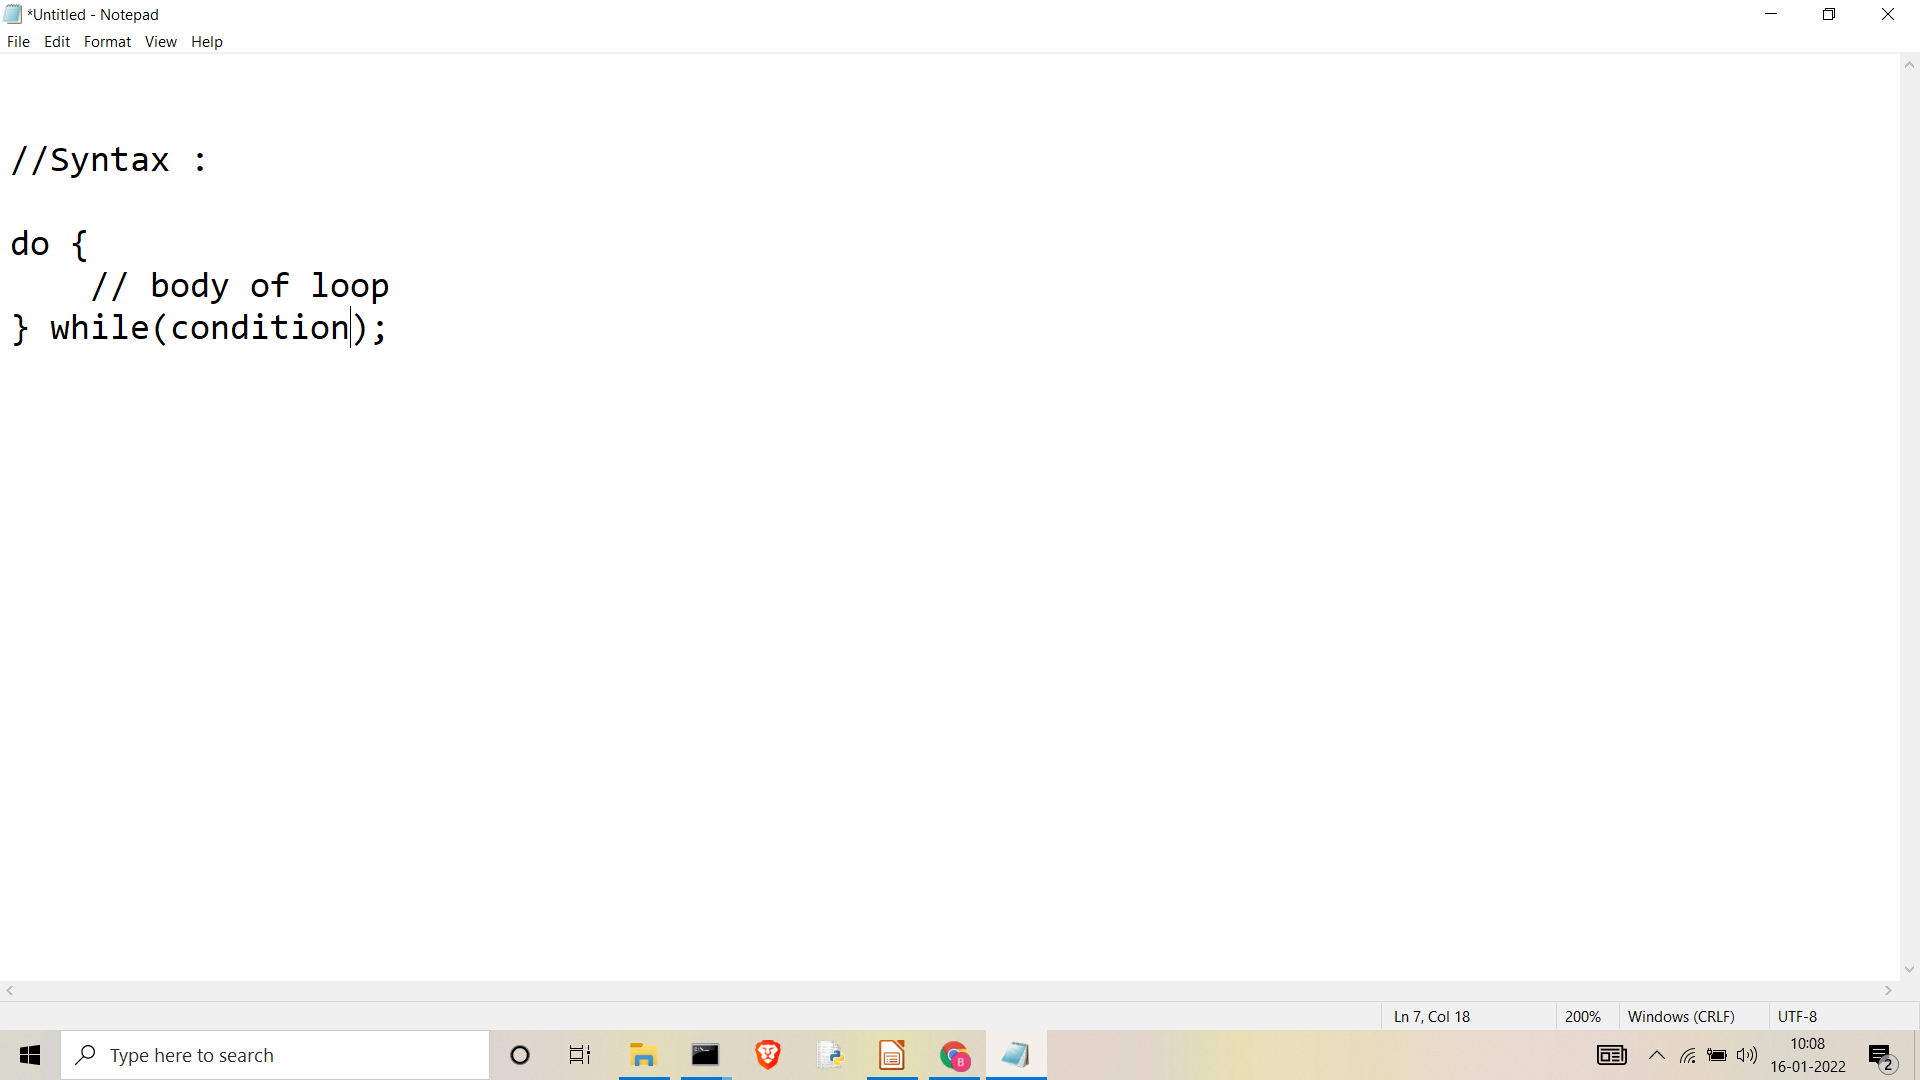 *Untitled - Notepad
File Edit Format View Help
//Syntax :
do {
    // body of loop
} while(condition);
Ln 7, Col 18 200% Windows (CRLF) UTF-8
Type here to search
B
10:08
16-01-2022
2